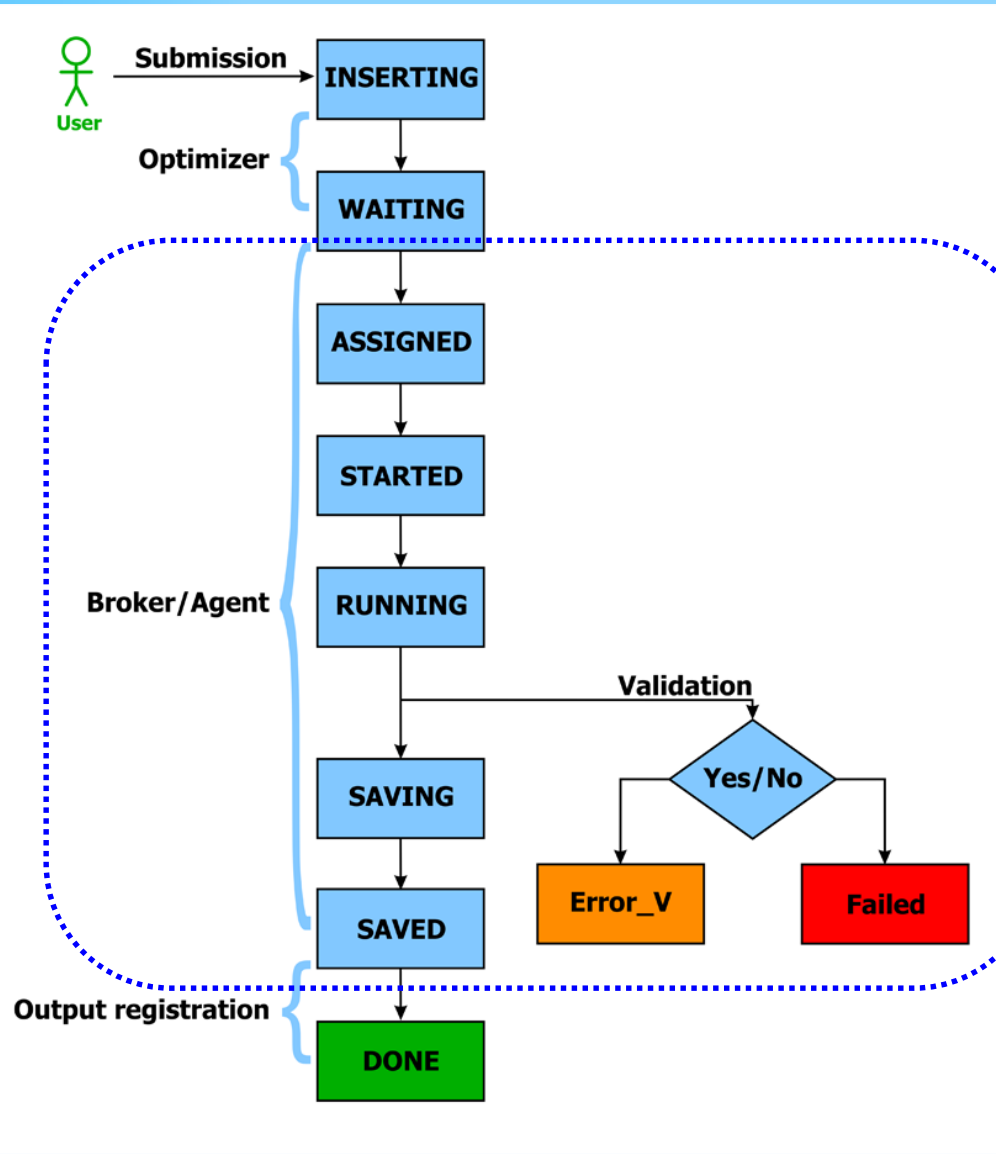 Submission
INSERTING
User
Optimizer
WAITING
ASSIGNED
STARTED
Broker/Agent
RUNNING
Validation
Yes/No
SAVING
Error_V
Failed
SAVED
Output registration
DONE